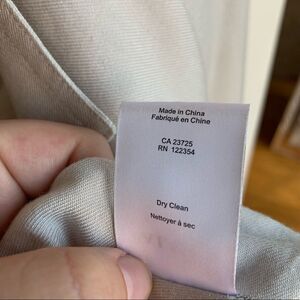 Made in China
Fabriqué en Chine
CA 23725
RN 122354
Dry Clean
Nettoyer à sec